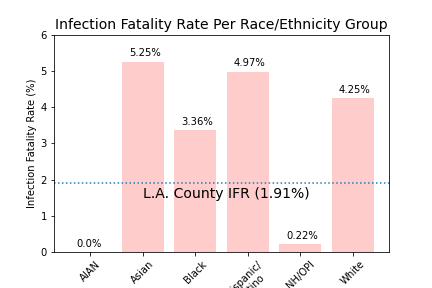 Infection Fatality Rate Per Race/Ethnicity Group
Infection Fatality Rate (%)
6
5
4
3
2
1
0
0.0%
5.25%
3.36%
4.97%
0.22%
4.25%
L.A. County IFR (1.91%)
AIAN
Asian
Black
NH/OPI
White